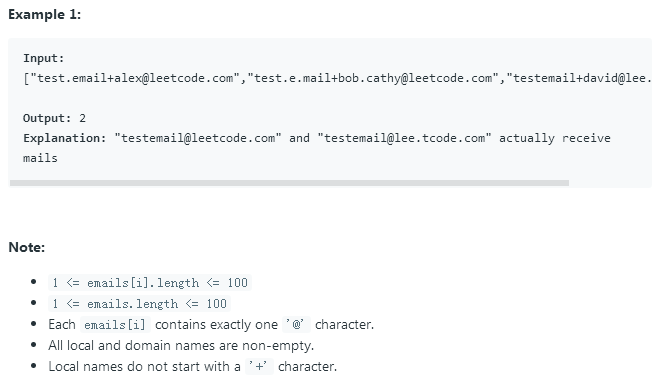 Example 1:
Input:
["test.email+alex@leetcode.com","test.e.mail+bob.cathy@leetcode.com","testemail+david@lee.
Output: 2
Explanation: "testemail@leetcode.com" and "testemail@lee.tcode.com" actually receive
mails
Note:
• 1 <= emails[i].length <= 100
• 1 <= emails.length <= 100
• Each emails[i] contains exactly one '@' character.
• All local and domain names are non-empty.
• Local names do not start with a '+' character.